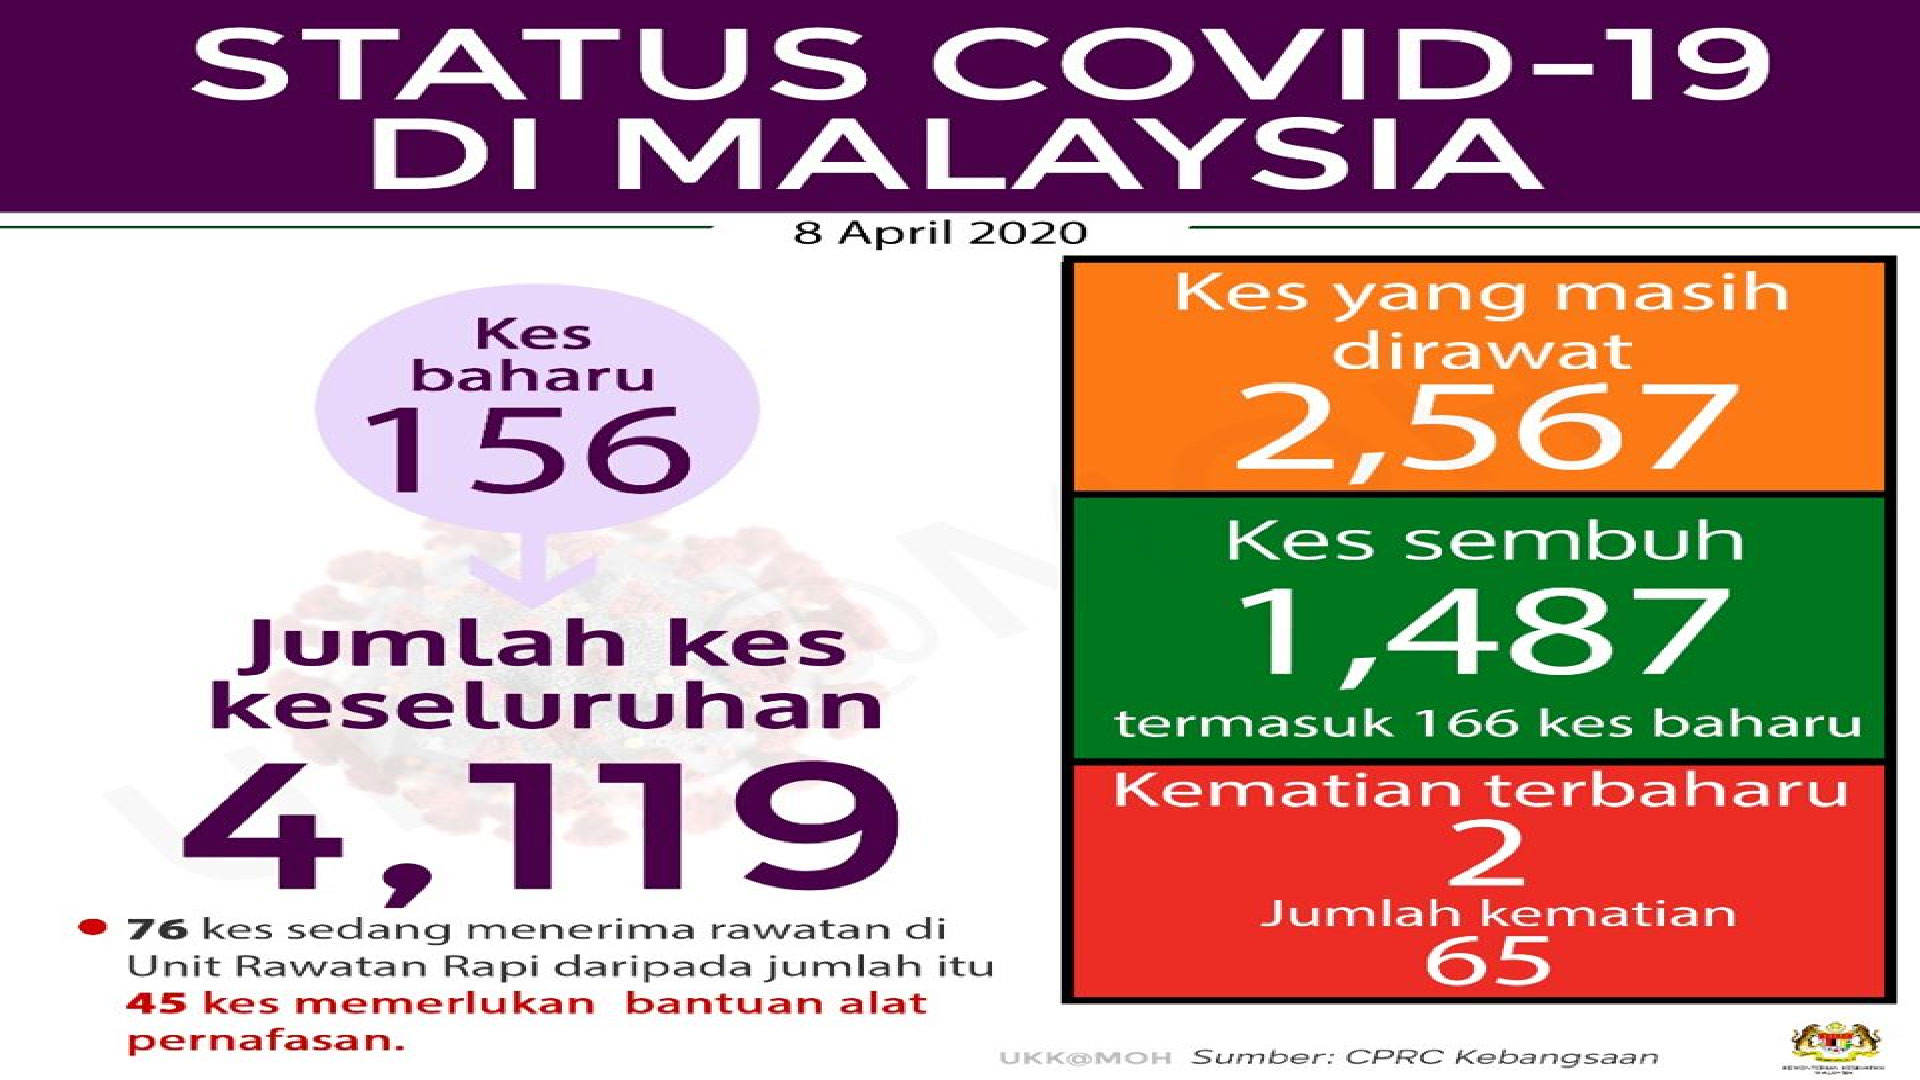 STATUS COVID-19
DI MALAYSIA
8 April 2020
Kes
baharu
156
Jumlah kes
keseluruhan
4,119
76 kes sedang menerima rawatan di
Unit Rawatan Rapi daripada jumlah itu
45 kes memerlukan bantuan alat
pernafasan.
Kes yang masih
dirawat
2,567
Kes sembuh
1,487
termasuk 166 kes baharu
Kematian terbaharu
2
Jumlah kematian
65
UKK@MOH Sumber: CPRC Kebangsaan
KEMENTERIAN KESIHATAN
MALAYSIA